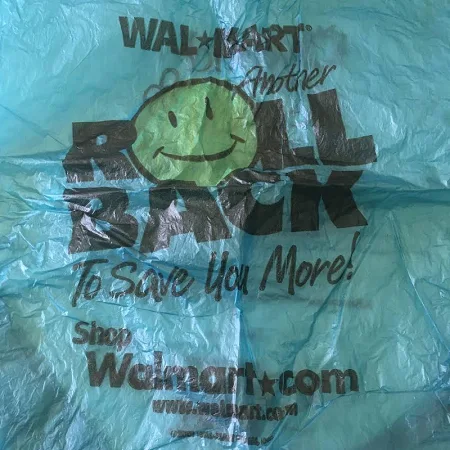 WAL★MART®
Another
ROLL
BACK
To Save You More!
Shop
Walmart★com
www.walmart.com